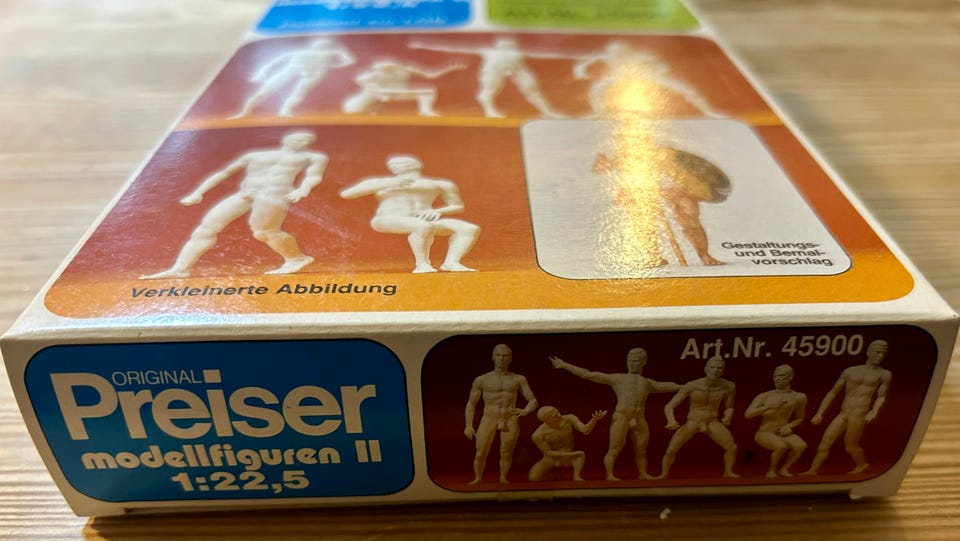 Gestaltungs-
und Bemal-
vorschlag
Verkleinerte Abbildung
ORIGINAL
Preiser
modellfiguren II
1:22,5
Art.Nr. 45900